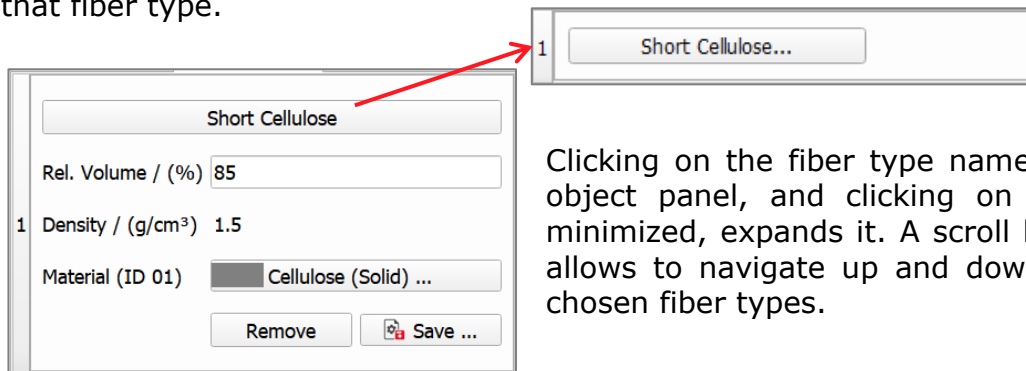 that fiber type.
1 Short Cellulose...
Short Cellulose
Rel. Volume / (%) 85
1 Density / (g/cm³) 1.5
Material (ID 01) Cellulose (Solid) ...
Remove Save ...
Clicking on the fiber type name
object panel, and clicking on
minimized, expands it. A scroll
allows to navigate up and dow
chosen fiber types.